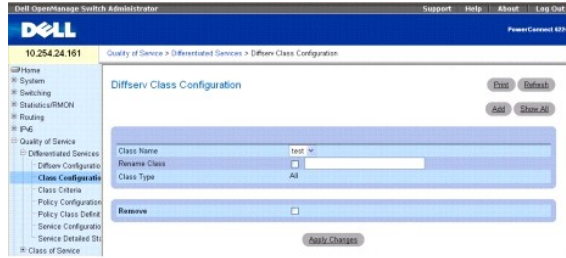 Dell OpenManage Switch Administrator
Support Help About Log Out
DELL
PowerConnect
10.254.24.161
Quality of Service > Differentiated Services > Diffserv Class Configuration
Home
System
Switching
Statistics/RMON
Routing
IPv6
Quality of Service
Differentiated Services
Diffserv Configuratio
Class Configuratio
Class Criteria
Policy Configuration
Policy Class Definit
Service Configuratio
Service Detailed Sta
Class of Service
Diffserv Class Configuration
Print Refresh
Add Show All
Class Name test
Rename Class
Class Type All
Remove
Apply Changes